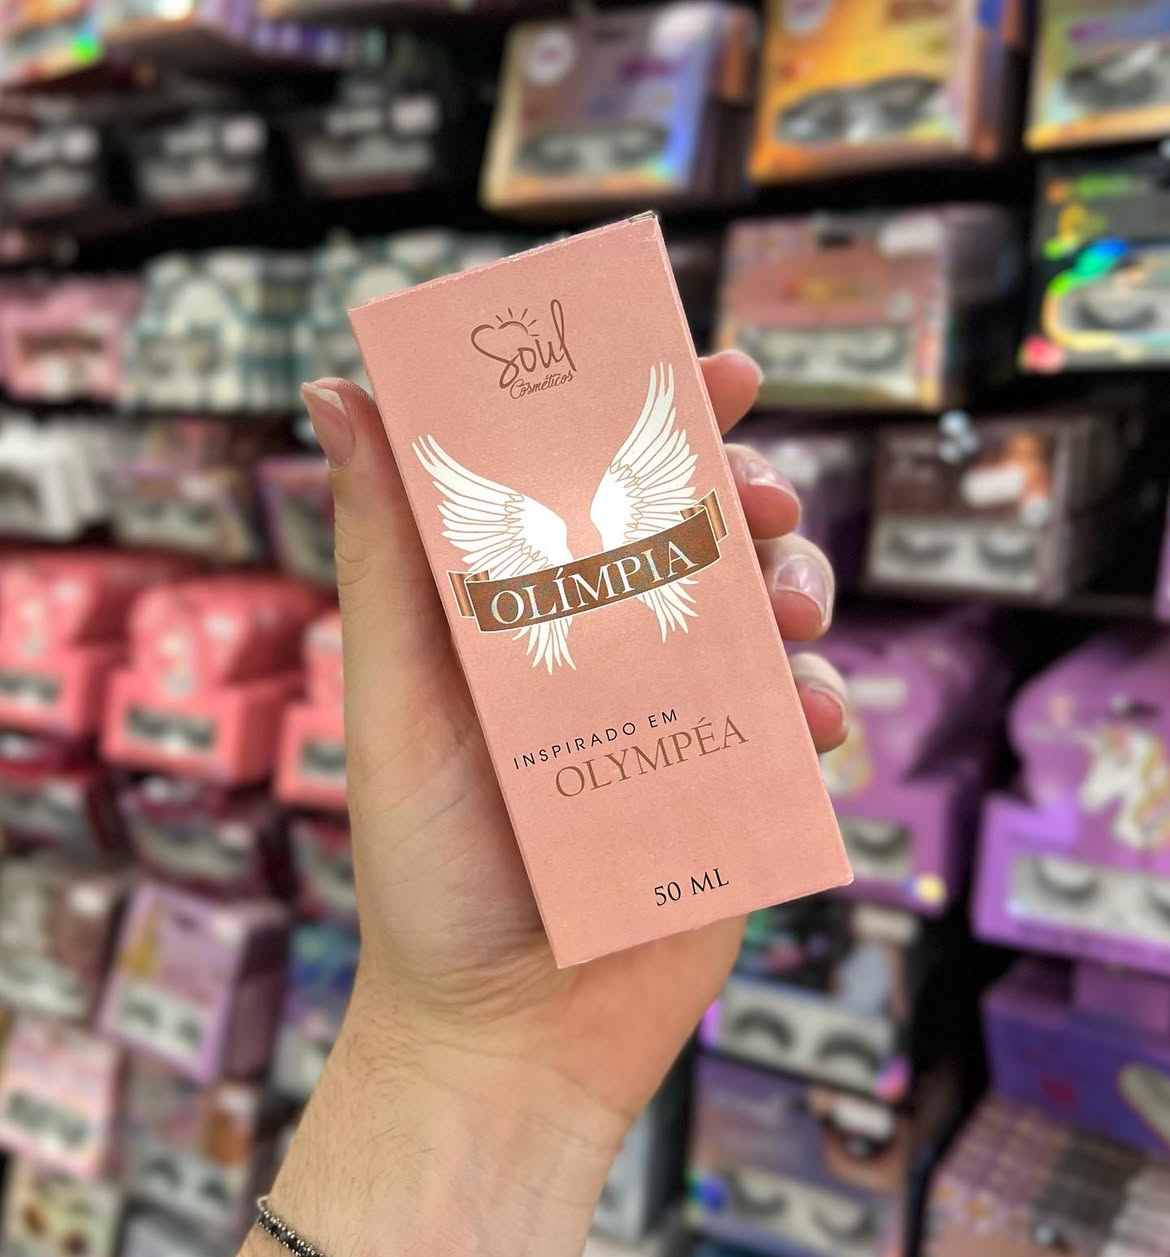 Soul
Cosméticos
OLÍMPIA
INSPIRADO EM
OLYMPÉA
50 ML